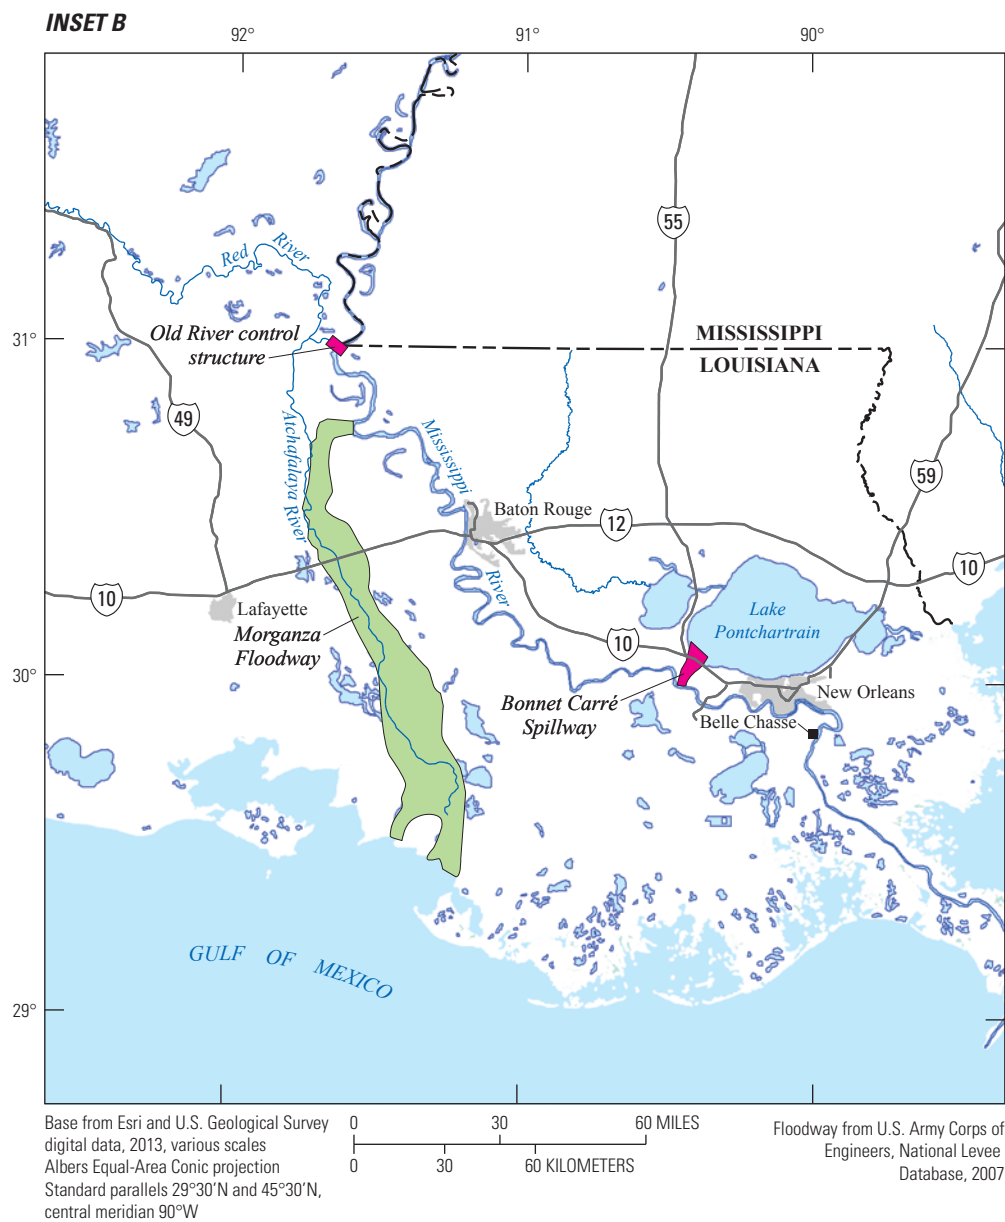 INSET B
92°
91°
90°
55
Red
River
Old River control
structure
31°
MISSISSIPPI
LOUISIANA
49
Atchafalaya River
Mississippi
River
59
Baton Rouge
12
10
10
Lafayette
Morganza
Floodway
Lake
Pontchartrain
10
30°
Bonnet Carré
Spillway
New Orleans
Belle Chasse
GULF OF MEXICO
29°
Base from Esri and U.S. Geological Survey
digital data, 2013, various scales
Albers Equal-Area Conic projection
Standard parallels 29°30'N and 45°30'N,
central meridian 90°W
0 30 60 MILES
0 30 60 KILOMETERS
Floodway from U.S. Army Corps of
Engineers, National Levee
Database, 2007